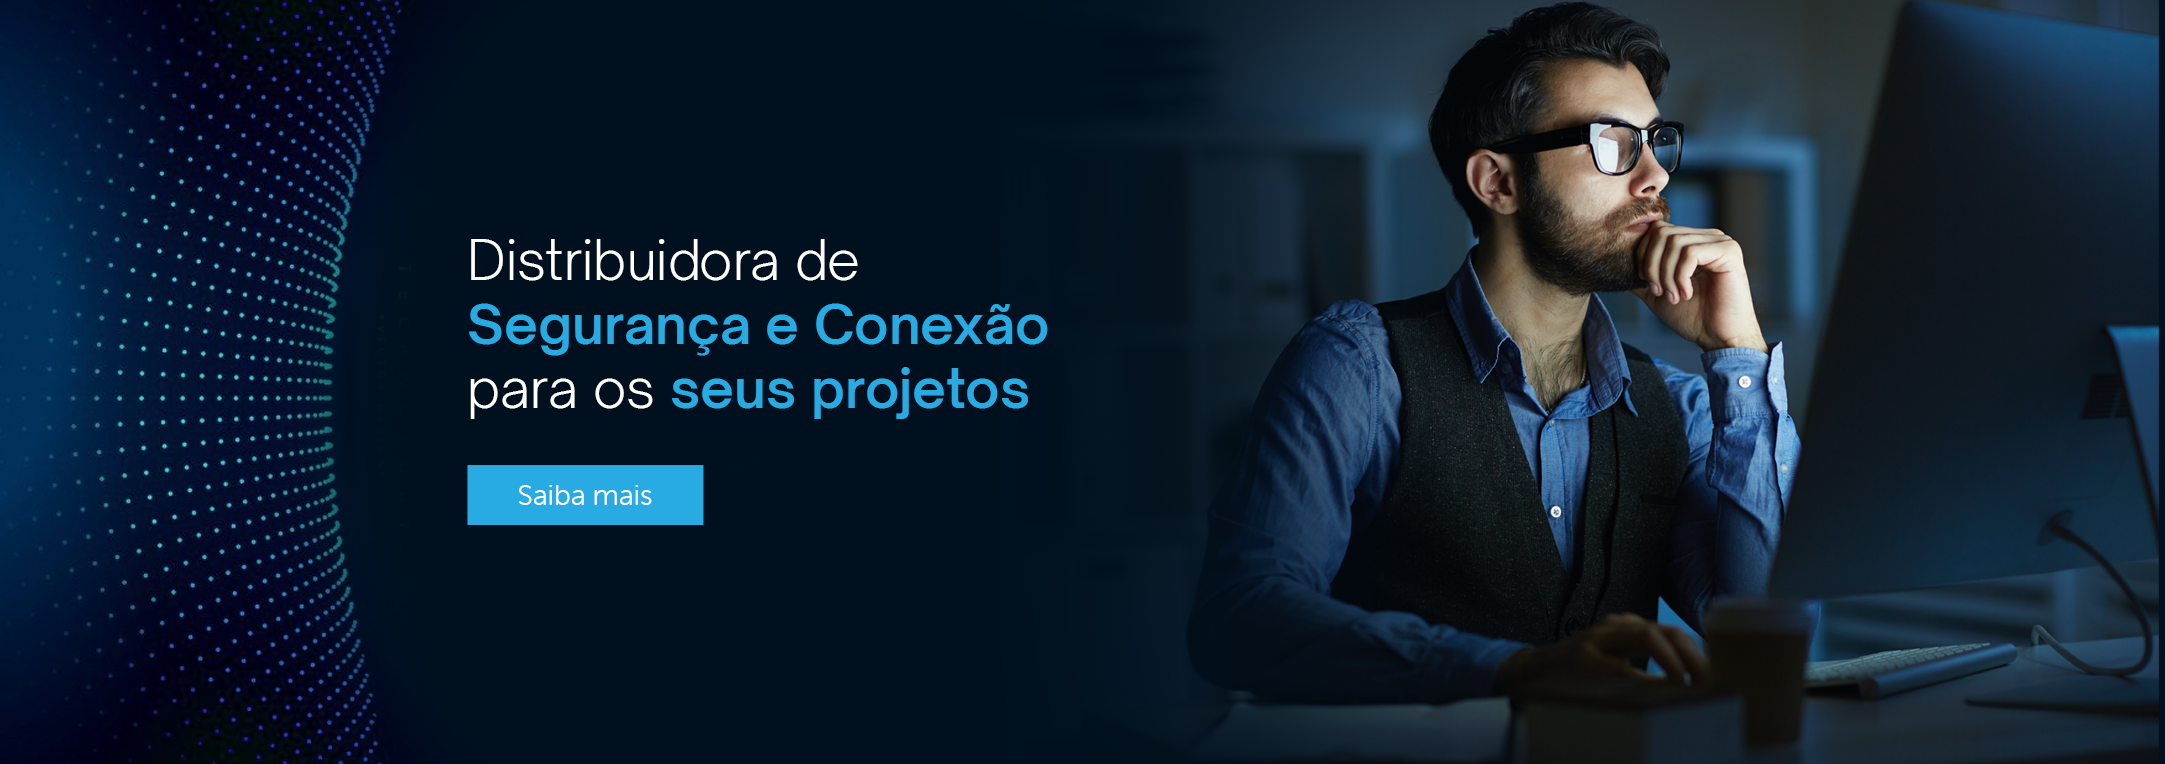 Distribuidora de
Segurança e Conexão
para os seus projetos
Saiba mais